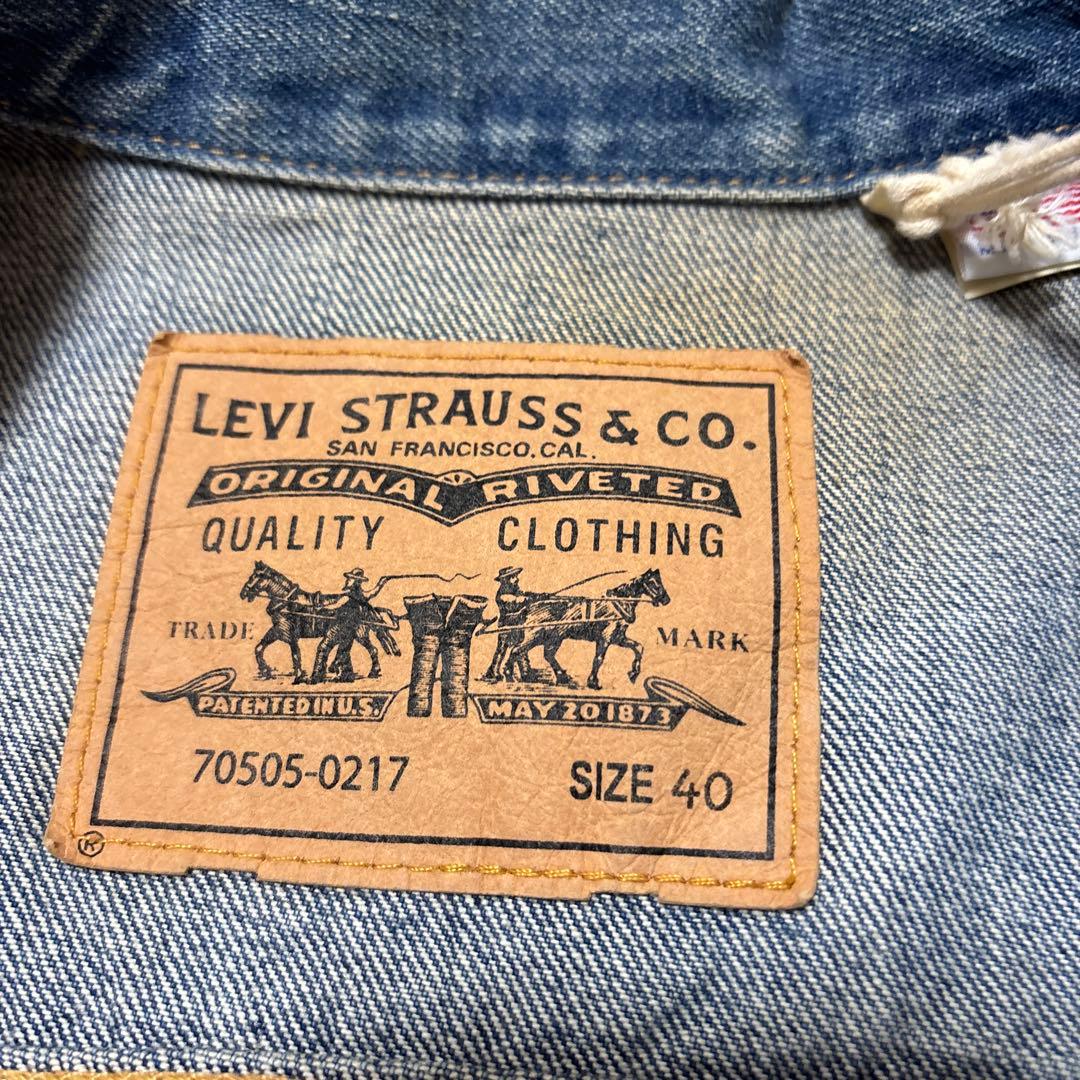 LEVI STRAUSS & CO.
SAN FRANCISCO, CAL.
ORIGINAL RIVETED
QUALITY CLOTHING
TRADE MARK
PATENTED IN U.S. MAY 20 1873
70505-0217 SIZE 40
®